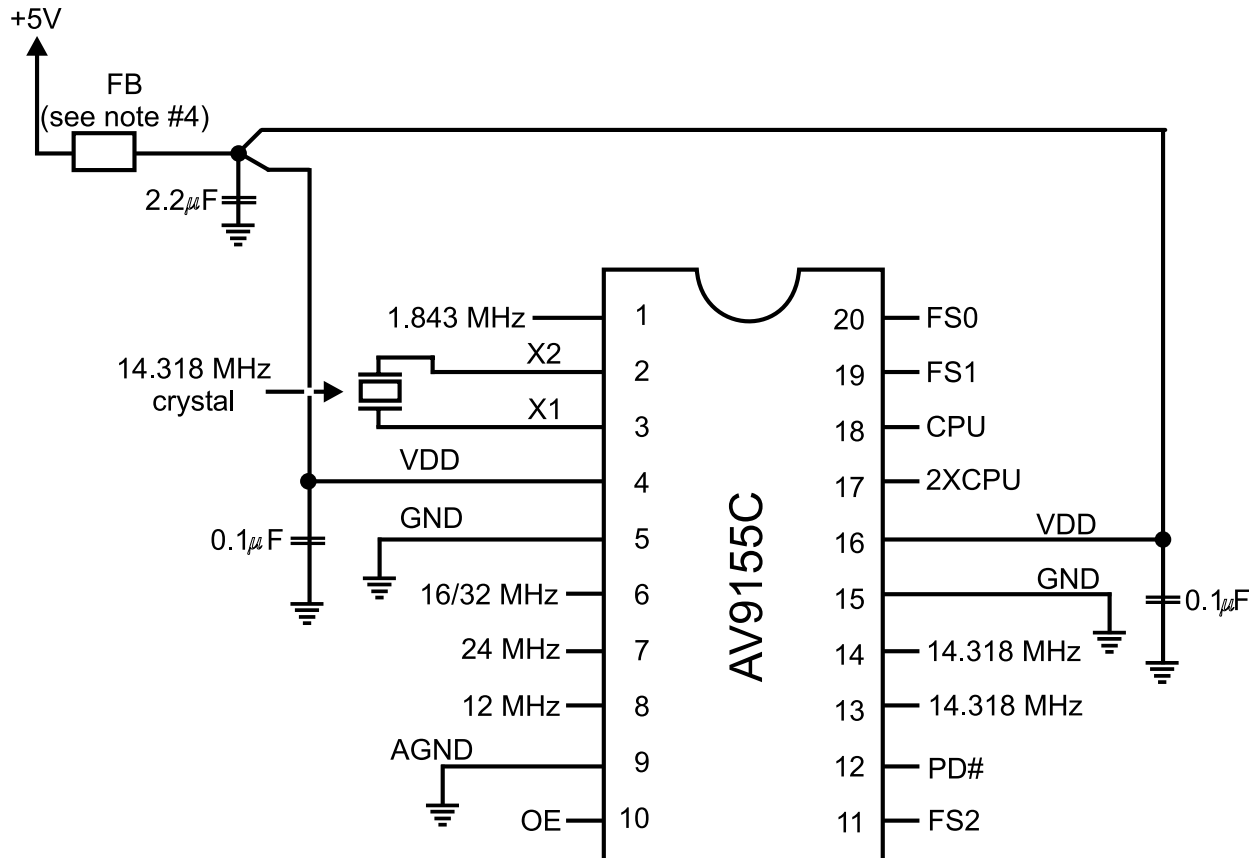 +5V
FB
(see note #4)
2.2μF
1.843 MHz
X2
14.318 MHz
crystal
X1
VDD
0.1μF
GND
16/32 MHz
24 MHz
12 MHz
AGND
OE
1
2
3
4
5
6
7
8
9
10
AV9155C
20
19
18
17
16
15
14
13
12
11
FS0
FS1
CPU
2XCPU
VDD
GND
0.1μF
14.318 MHz
14.318 MHz
PD#
FS2